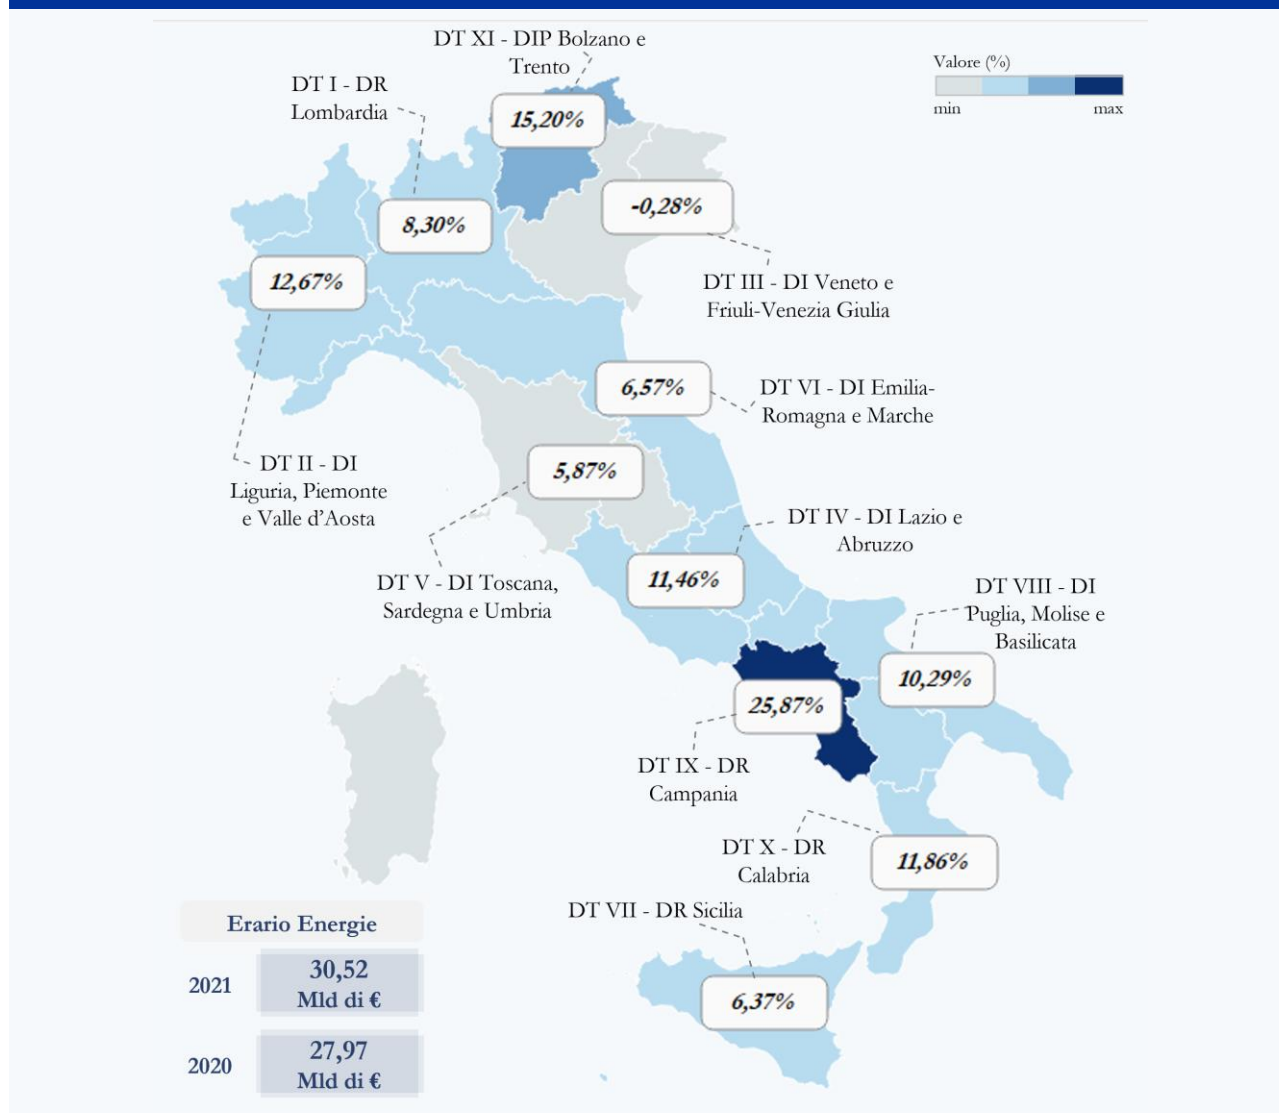 DT XI - DIP Bolzano e
Trento
Valore (%)
min
max
DT I - DR
Lombardia
15,20%
-0,28%
8,30%
12,67%
DT III - DI Veneto e
Friuli-Venezia Giulia
6,57%
DT VI - DI Emilia-
Romagna e Marche
DT II - DI
Liguria, Piemonte
e Valle d’Aosta
5,87%
DT IV - DI Lazio e
Abruzzo
11,46%
DT V - DI Toscana,
Sardegna e Umbria
DT VIII - DI
Puglia, Molise e
Basilicata
10,29%
25,87%
DT IX - DR
Campania
DT X - DR
Calabria
11,86%
DT VII - DR Sicilia
6,37%
Erario Energie
2021
30,52
Mld di €
2020
27,97
Mld di €